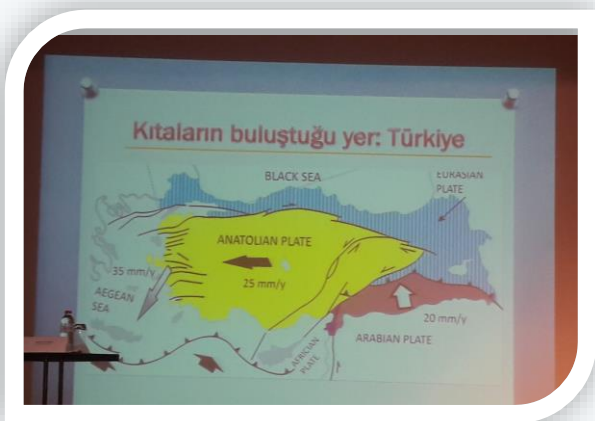 Kıtaların buluştuğu yer: Türkiye
BLACK SEA
EURASIAN
PLATE
ANATOLIAN PLATE
35 mm/y
25 mm/y
AEGEAN
SEA
20 mm/y
ARABIAN PLATE
AFRICIAN
PLATE